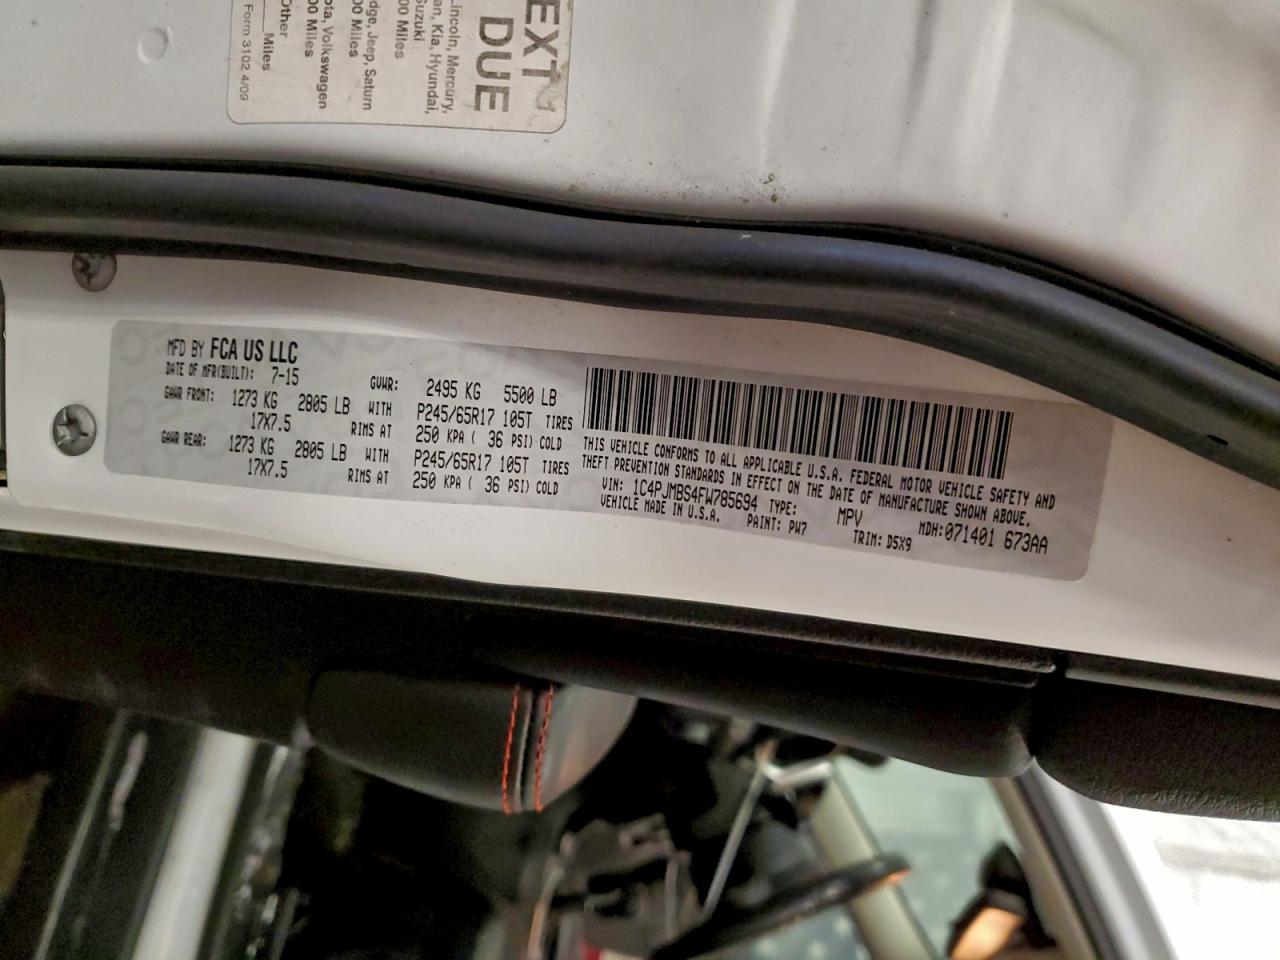 EXT
DUE
Lincoln, Mercury,
an, Kia, Hyundai,
uzuki
00 Miles
dge, Jeep, Saturn
00 Miles
ota, Volkswagen
00 Miles
Other
Miles
Form 3102 4/09
MFD BY FCA US LLC
DATE OF MFR(BUILT): 7-15 GVWR: 2495 KG 5500 LB
GAWR FRONT: 1273 KG 2805 LB WITH P245/65R17 105T TIRES
17X7.5 RIMS AT 250 KPA ( 36 PSI) COLD
GAWR REAR: 1273 KG 2805 LB WITH P245/65R17 105T TIRES
17X7.5 RIMS AT 250 KPA ( 36 PSI) COLD
THIS VEHICLE CONFORMS TO ALL APPLICABLE U.S.A. FEDERAL MOTOR VEHICLE SAFETY AND
THEFT PREVENTION STANDARDS IN EFFECT ON THE DATE OF MANUFACTURE SHOWN ABOVE.
VIN: 1C4PJMBS4FW785694 TYPE: MPV MDH: 071401 673AA
VEHICLE MADE IN U.S.A. PAINT: PW7 TRIM: D5X9